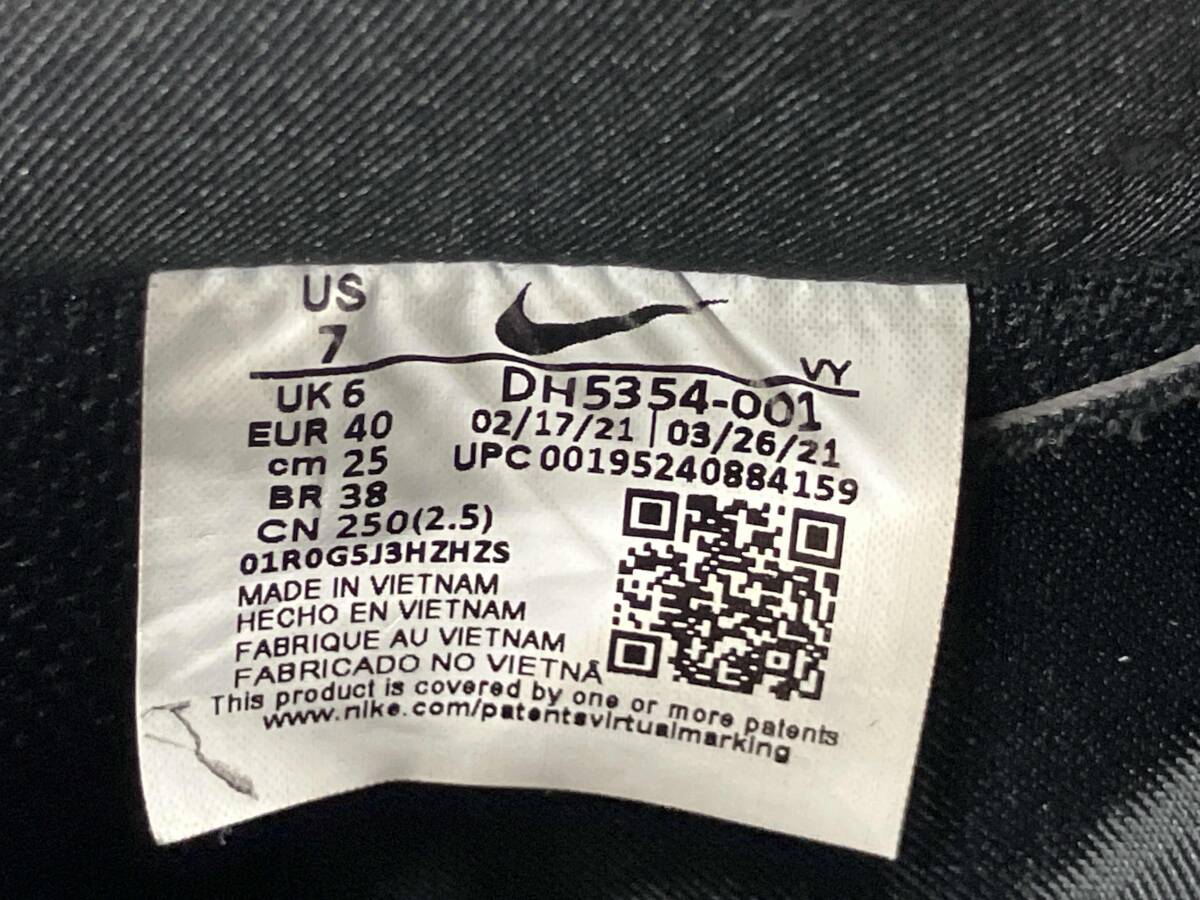 US
7
VY
UK 6
EUR 40
cm 25
BR 38
CN 250(2.5)
DH5354-001
02/17/21 | 03/26/21
UPC 00195240884159
01R0G5J3HZHZS
MADE IN VIETNAM
HECHO EN VIETNAM
FABRIQUE AU VIETNAM
FABRICADO NO VIETNÃ
This product is covered by one or more patents
www.nike.com/patentsvirtualmarking